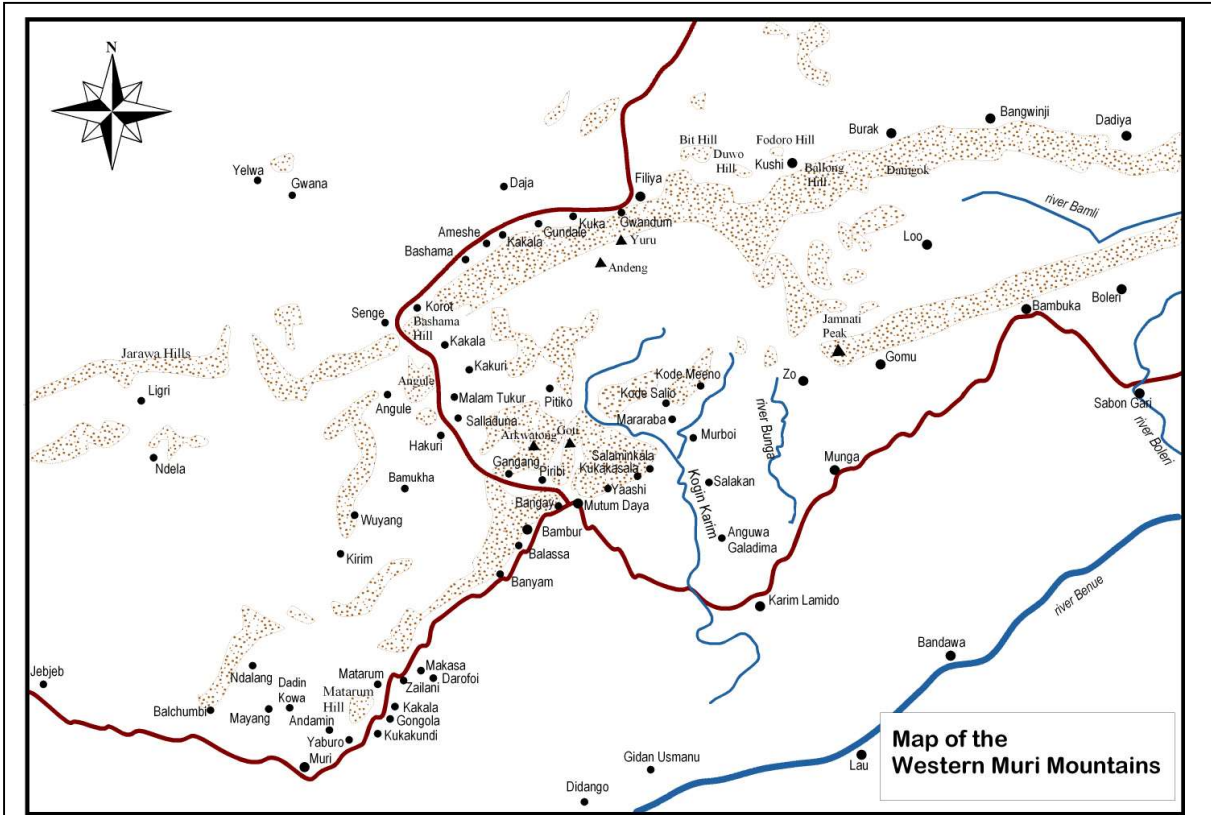 N
Bangwinji
Burak
Dadiya
Bit Hill
Fodoro Hill
Duwo
Hill
Kushi
Ballong
Hill
Dangok
Yelwa
Gwana
Daja
Filiya
river Bamli
Kuka
Gwandum
Gundale
Ameshe
Kakala
Yuru
Loo
Bashama
Andeng
Boleri
Korot
Bambuka
Senge
Bashama
Hill
Jamnati
Peak
Kakala
Jarawa Hills
Kakuri
Gomu
Kode Meeno
Zo
Ligri
Angule
Angule
Malam Tukur
Pitiko
Kode Salio
Sabon Gari
Salladuna
Mararaba
river Bunga
Hakuri
Arkwatong
Gou
Murboi
river Boleri
Ndela
Salaminkala
Gangang
Piribi
Kukakasala
Munga
Bamukha
Yaashi
Salakan
Kogin Karim
Bangay
Mutum Daya
Wuyang
Bambur
Anguwa
Galadima
Balassa
Kirim
Banyam
river Benue
Karim Lamido
Bandawa
Jebjeb
Ndalang
Matarum
Makasa
Darofoi
Zailani
Dadin
Kowa
Matarum
Hill
Balchumbi
Mayang
Kakala
Andamin
Gongola
Kukakundi
Yaburo
Muri
Map of the
Western Muri Mountains
Gidan Usmanu
Lau
Didango